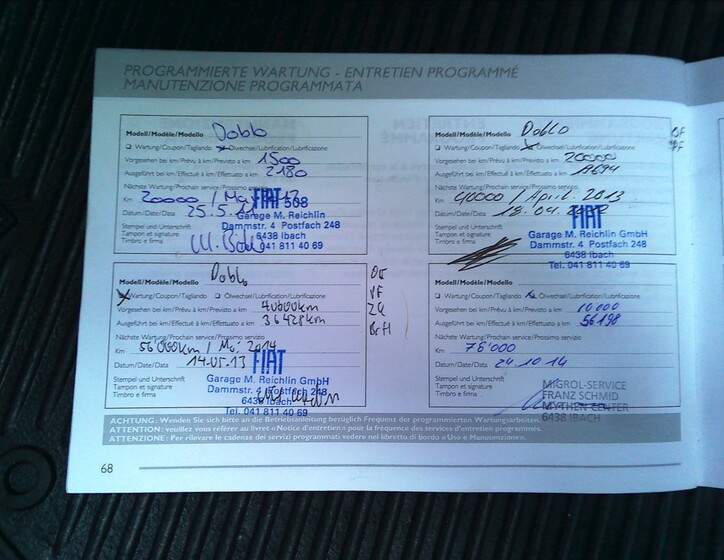 PROGRAMMIERTE WARTUNG - ENTRETIEN PROGRAMMÉ
MANUTENZIONE PROGRAMMATA
Modell/Modèle/Modello Doblo
Wartung/Coupon/Tagliando Ölwechsel/Lubrification/Lubrificazione
Vorgesehen bei km/Prévu à km/Previsto a km 1500
Ausgeführt bei km/Effectué à km/Effettuato a km 2180
Nächste Wartung/Prochain service/Prossimo servizio
Km 20000 /
FIAT 508
Datum/Date/Data 25.5.
Garage M. Reichlin
Stempel und Unterschrift
Tampon et signature
Timbro e firma
Dammstr. 4 Postfach 248
6438 Ibach
041 811 40 69
Modell/Modèle/Modello Doblo
Wartung/Coupon/Tagliando Ölwechsel/Lubrification/Lubrificazione
Vorgesehen bei km/Prévu à km/Previsto a km 20000
Ausgeführt bei km/Effectué à km/Effettuato a km
Nächste Wartung/Prochain service/Prossimo servizio
Km 40000 / April 2013
Datum/Date/Data 18.04.
FIAT
Stempel und Unterschrift
Tampon et signature
Timbro e firma
Garage M. Reichlin GmbH
Dammstr. 4 Postfach 248
6438 Ibach
Tel. 041 811 40 69
Modell/Modèle/Modello Doblo
Wartung/Coupon/Tagliando Ölwechsel/Lubrification/Lubrificazione
Vorgesehen bei km/Prévu à km/Previsto a km 40000km
Ausgeführt bei km/Effectué à km/Effettuato a km 36428km
Nächste Wartung/Prochain service/Prossimo servizio
Km 56000km / Mai 2014
Datum/Date/Data 14.05.13
FIAT
Stempel und Unterschrift
Tampon et signature
Timbro e firma
Garage M. Reichlin GmbH
Dammstr. 4 Postfach 248
6438 Ibach
Tel. 041 811 40 69
Modell/Modèle/Modello
Wartung/Coupon/Tagliando Ölwechsel/Lubrification/Lubrificazione
Vorgesehen bei km/Prévu à km/Previsto a km
Ausgeführt bei km/Effectué à km/Effettuato a km 56198
Nächste Wartung/Prochain service/Prossimo servizio
Km 76'000
Datum/Date/Data 24.10.14
Stempel und Unterschrift
Tampon et signature
Timbro e firma
MIGROL-SERVICE
FRANZ SCHMID
MYTHEN CENTER
6438 IBACH
ACHTUNG: Wenden Sie sich bitte an die Betriebsanleitung bezüglich Frequenz der programmierten Wartungsarbeiten.
ATTENTION: veuillez vous référer au livret «Notice d'entretien» pour la fréquence des services d'entretien programmés.
ATTENZIONE: Per rilevare le cadenze dei servizi programmati vedere nel libretto di bordo «Uso e Manutenzione».
68